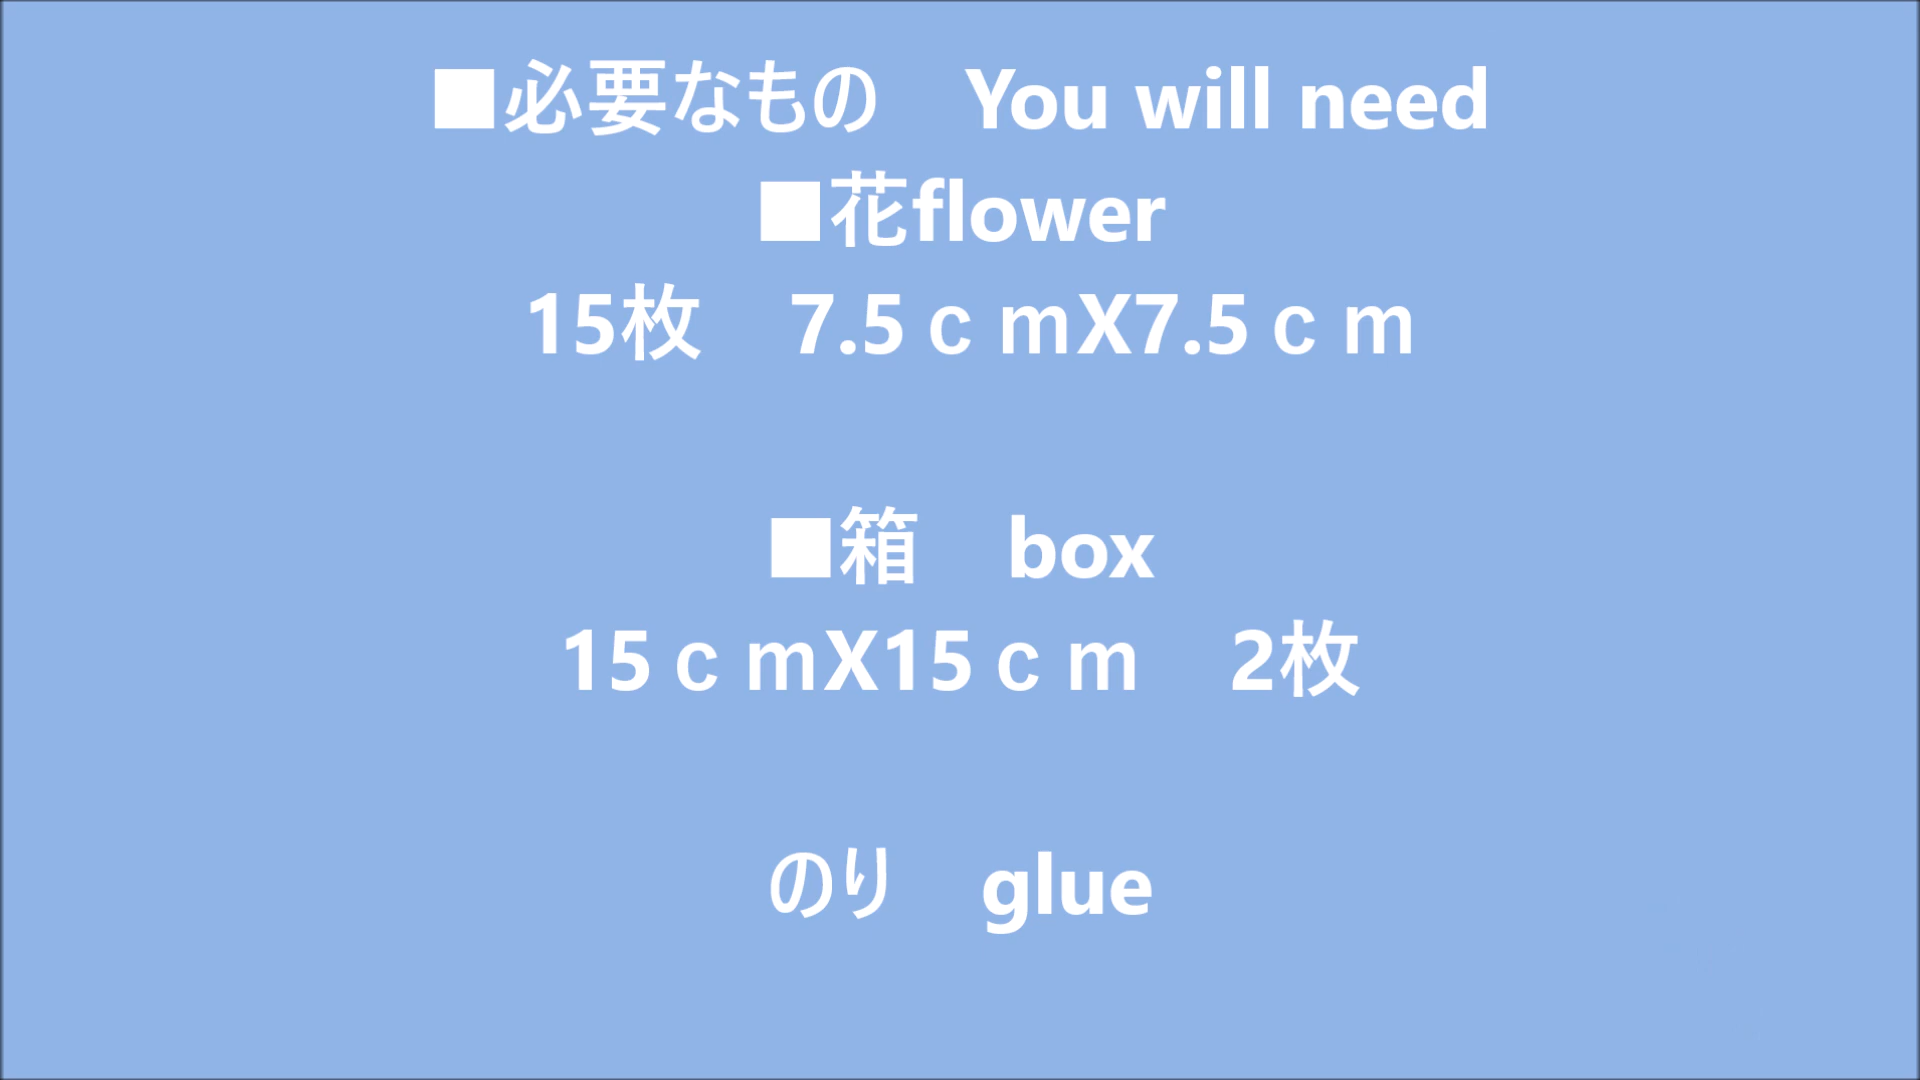 ■必要なもの　You will need
■花flower
15枚　7.5ｃｍX7.5ｃｍ
■箱　box
15ｃｍX15ｃｍ　2枚
のり　glue